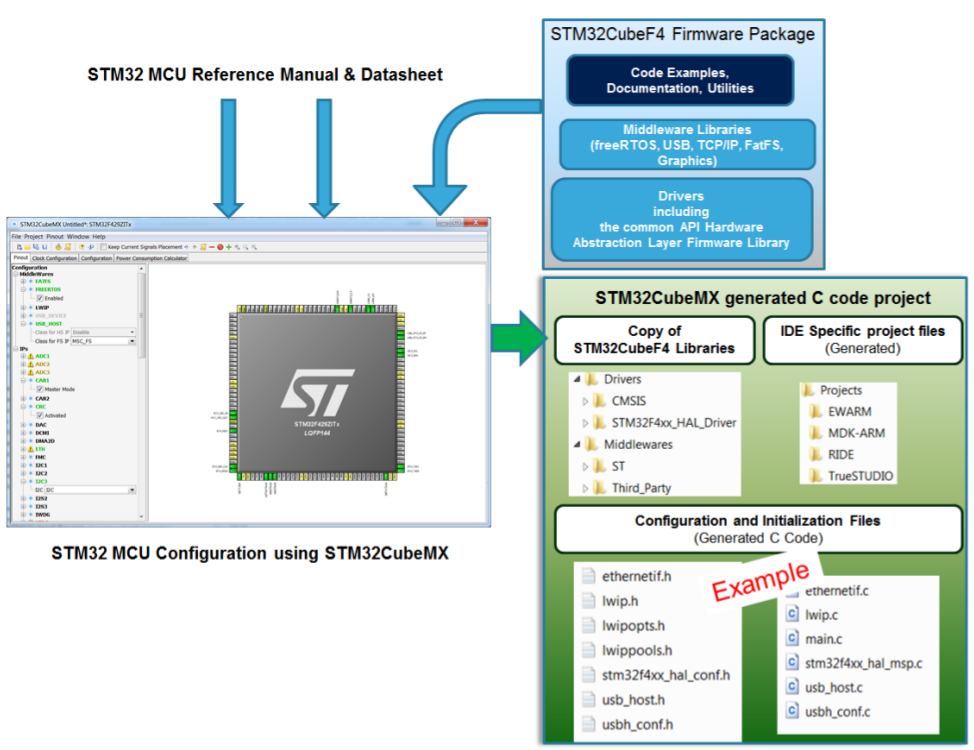 STM32CubeF4 Firmware Package
Code Examples,
Documentation, Utilities
Middleware Libraries
(freeRTOS, USB, TCP/IP, FatFS,
Graphics)
Drivers
including
the common API Hardware
Abstraction Layer Firmware Library
STM32 MCU Reference Manual & Datasheet
STM32CubeMX Untitled*: STM32F429ZITx
File Project Pinout Window Help
Keep Current Signals Placement
Pinout Clock Configuration Configuration Power Consumption Calculator
Configuration
MiddleWares
FATFS
FREERTOS
Enabled
LWIP
USB_DEVICE
USB_HOST
Class for HS IP Disable
Class for FS IP MSC_FS
IPs
ADC1
ADC2
ADC3
CAN1
Master Mode
CAN2
CRC
Activated
DAC
DCMI
DMA2D
ETH
FMC
I2C1
I2C2
I2C3
I2C I2C
I2S2
I2S3
IWDG
ST
STM32F429ZITx
LQFP144
STM32 MCU Configuration using STM32CubeMX
STM32CubeMX generated C code project
Copy of
STM32CubeF4 Libraries
Drivers
CMSIS
STM32F4xx_HAL_Driver
Middlewares
ST
Third_Party
IDE Specific project files
(Generated)
Projects
EWARM
MDK-ARM
RIDE
TrueSTUDIO
Configuration and Initialization Files
(Generated C Code)
Example
ethernetif.h
lwip.h
lwipopts.h
lwippools.h
stm32f4xx_hal_conf.h
usb_host.h
usbh_conf.h
ethernetif.c
lwip.c
main.c
stm32f4xx_hal_msp.c
usb_host.c
usbh_conf.c